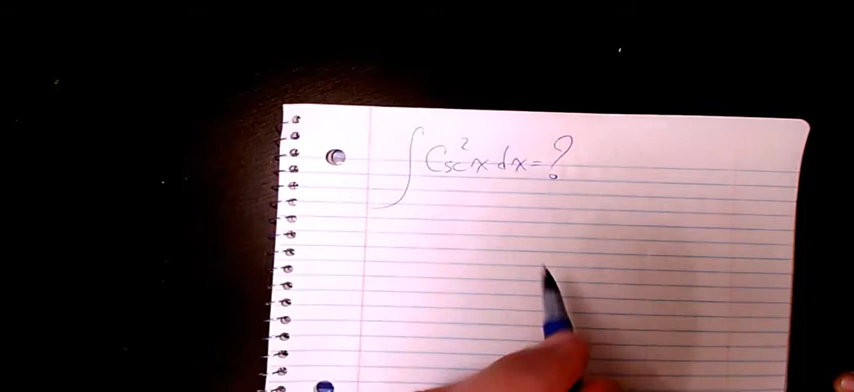 ∫ Csc²x dx = ?